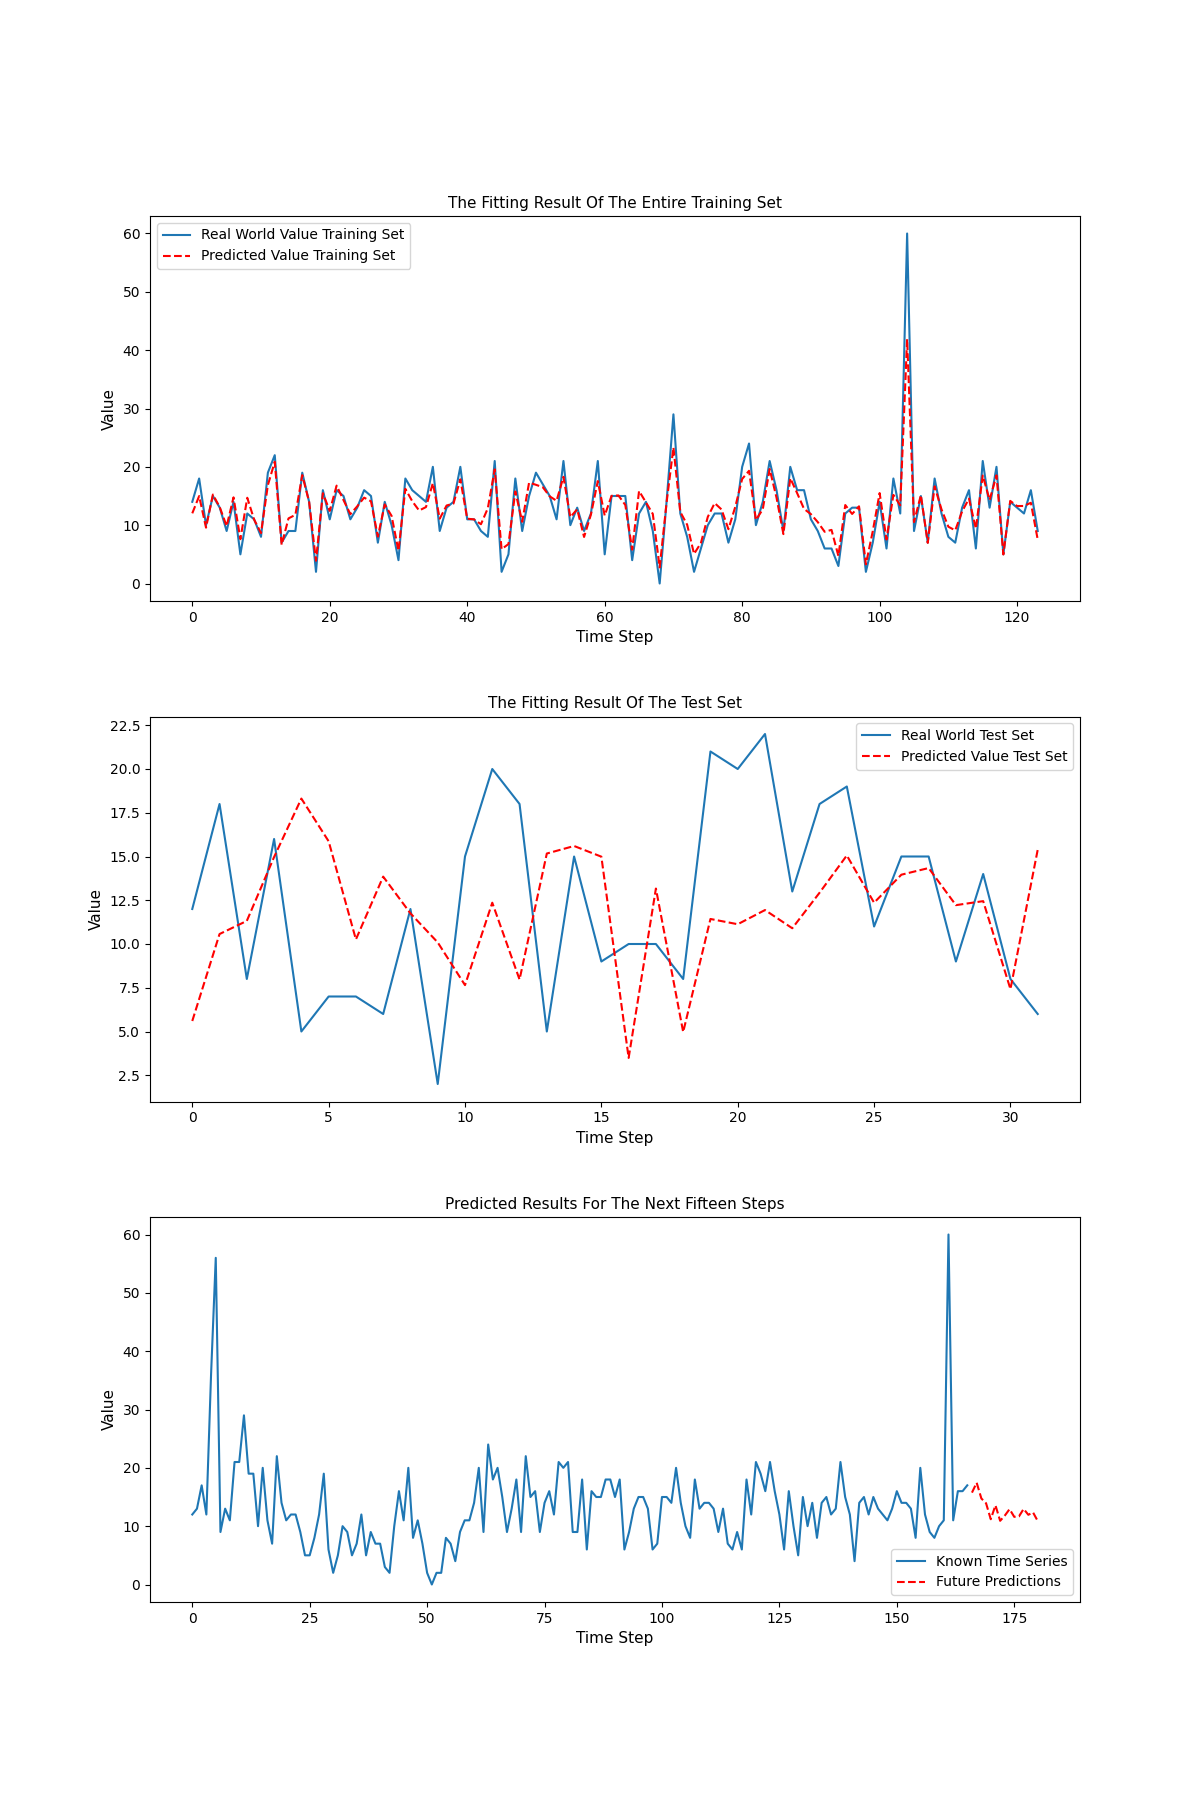 The Fitting Result Of The Entire Training Set
Real World Value Training Set
Predicted Value Training Set
60
50
40
30
20
10
0
Value
0 20 40 60 80 100 120
Time Step
The Fitting Result Of The Test Set
Real World Test Set
Predicted Value Test Set
22.5
20.0
17.5
15.0
12.5
10.0
7.5
5.0
2.5
Value
0 5 10 15 20 25 30
Time Step
Predicted Results For The Next Fifteen Steps
60
50
40
30
20
10
0
Value
Known Time Series
Future Predictions
0 25 50 75 100 125 150 175
Time Step